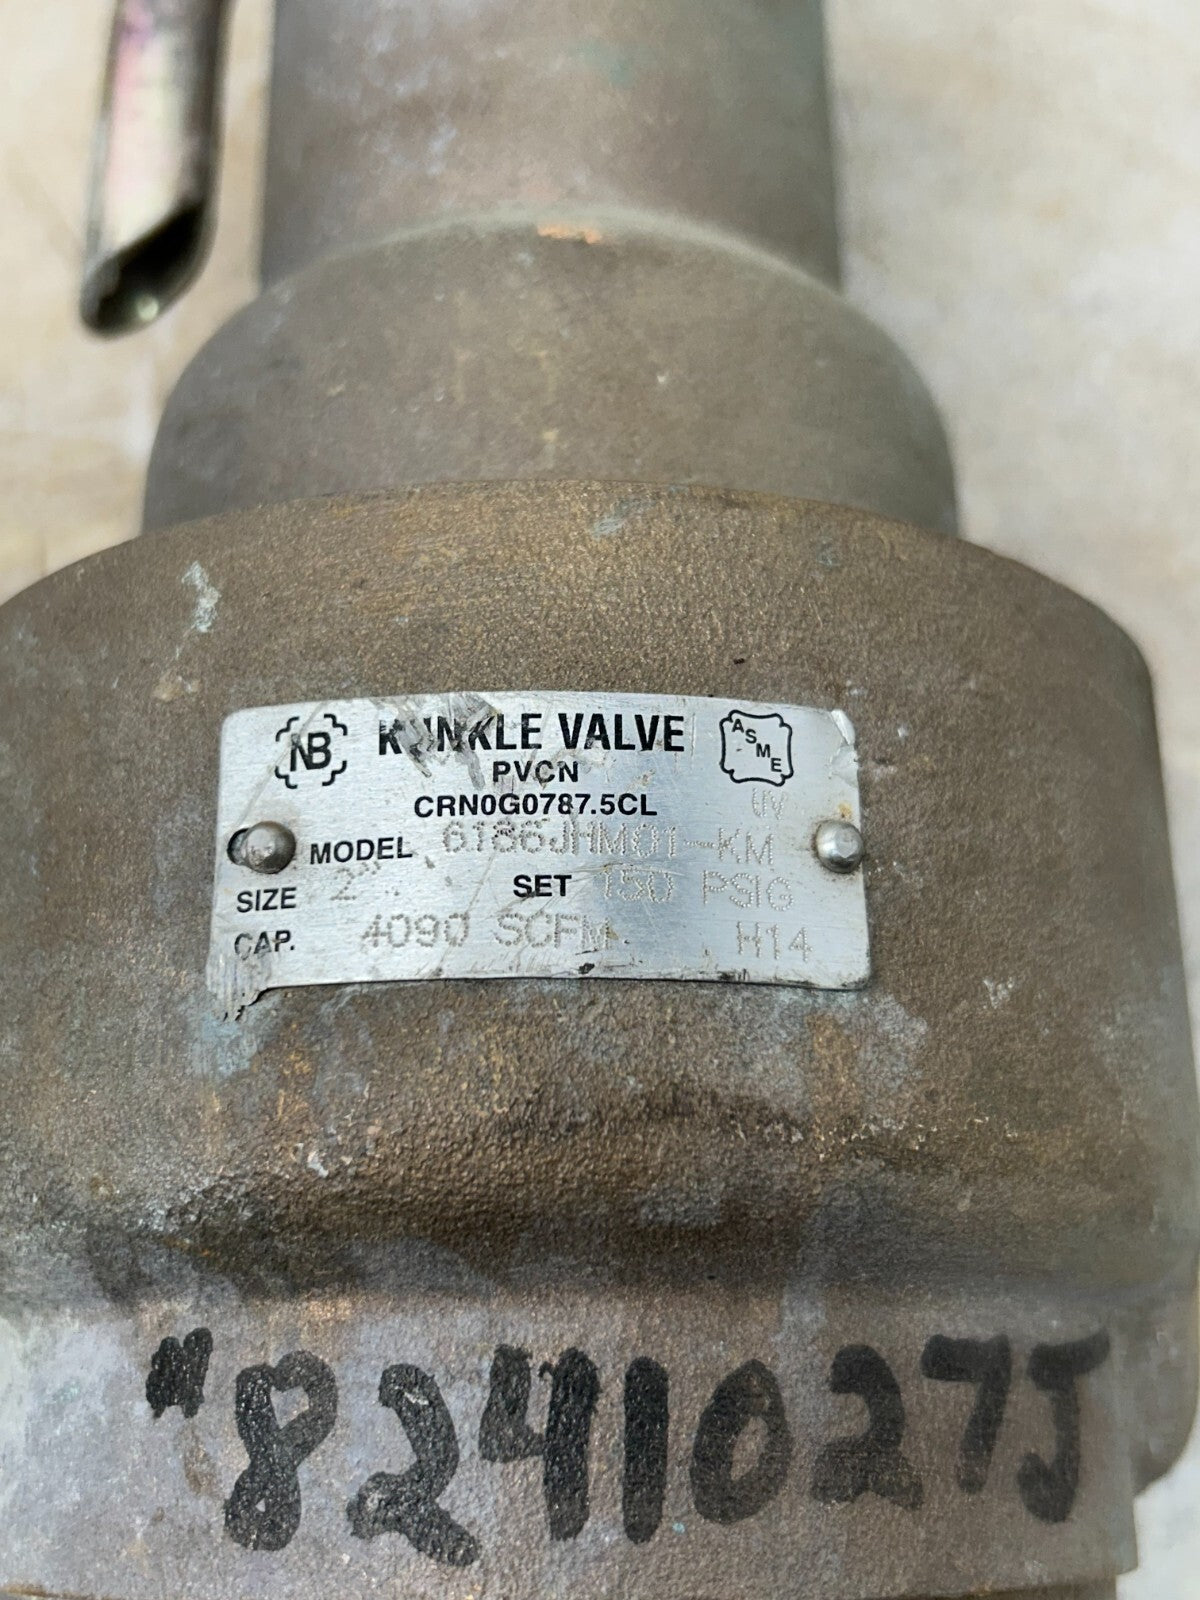 NB KUNKLE VALVE ASME
PVCN
CRN0G0787.5CL UV
MODEL 6186JHM01-KM
SIZE 2" SET 150 PSIG
CAP. 4090 SCFM H14
"8241027J